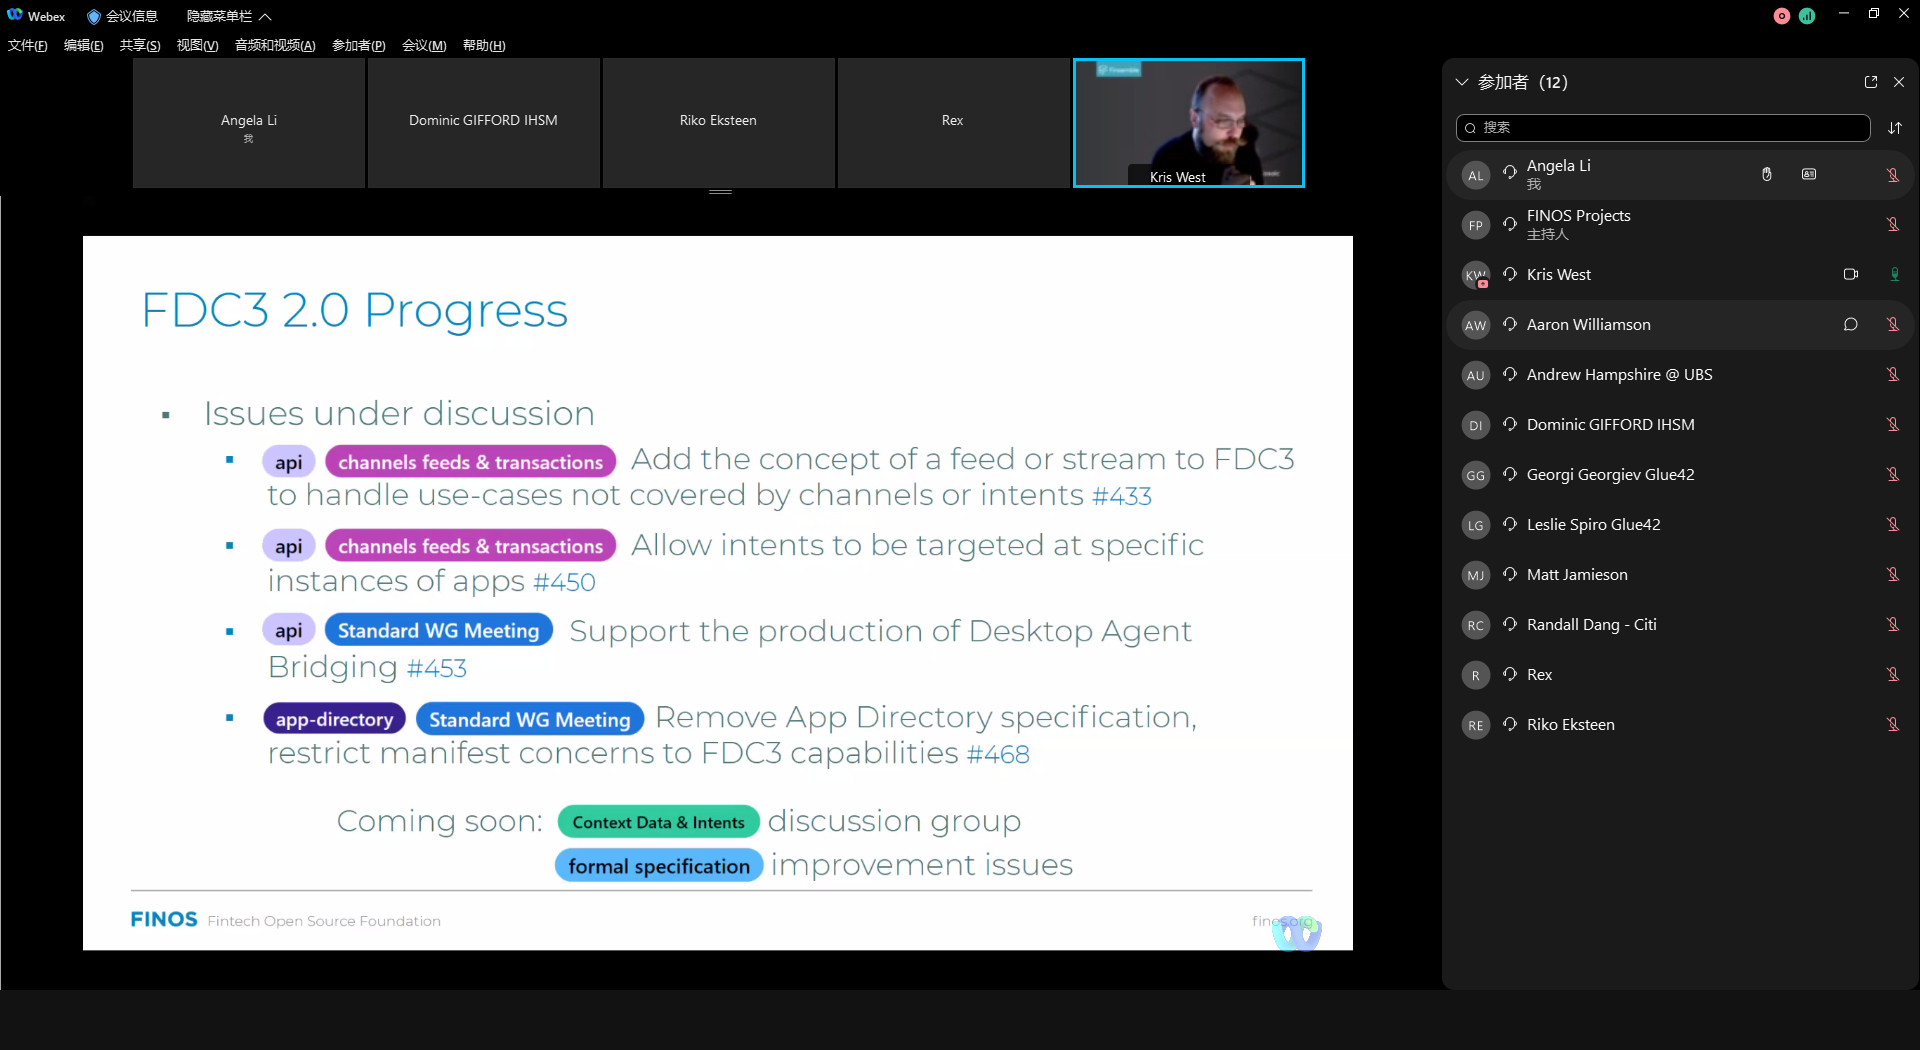 Webex
会议信息
隐藏菜单栏
文件(F) 编辑(E) 共享(S) 视图(V) 音频和视频(A) 参加者(P) 会议(M) 帮助(H)
Angela Li
我
Dominic GIFFORD IHSM
Riko Eksteen
Rex
Kris West
FDC3 2.0 Progress
Issues under discussion
api channels feeds & transactions Add the concept of a feed or stream to FDC3
to handle use-cases not covered by channels or intents #433
api channels feeds & transactions Allow intents to be targeted at specific
instances of apps #450
api Standard WG Meeting Support the production of Desktop Agent
Bridging #453
app-directory Standard WG Meeting Remove App Directory specification,
restrict manifest concerns to FDC3 capabilities #468
Coming soon: Context Data & Intents discussion group
formal specification improvement issues
FINOS Fintech Open Source Foundation
finos.org
参加者 (12)
搜索
AL Angela Li
我
FP FINOS Projects
主持人
KW Kris West
AW Aaron Williamson
AU Andrew Hampshire @ UBS
DI Dominic GIFFORD IHSM
GG Georgi Georgiev Glue42
LG Leslie Spiro Glue42
MJ Matt Jamieson
RC Randall Dang - Citi
R Rex
RE Riko Eksteen